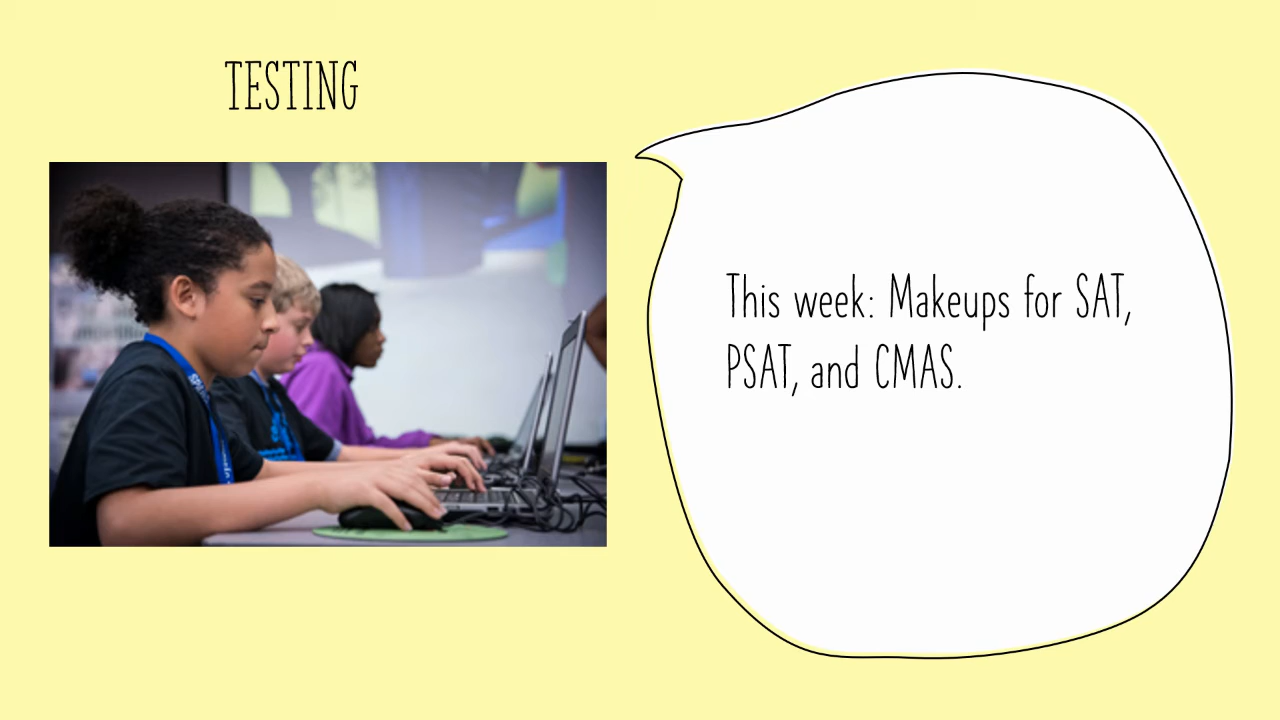 TESTING
This week: Makeups for SAT,
PSAT, and CMAS.